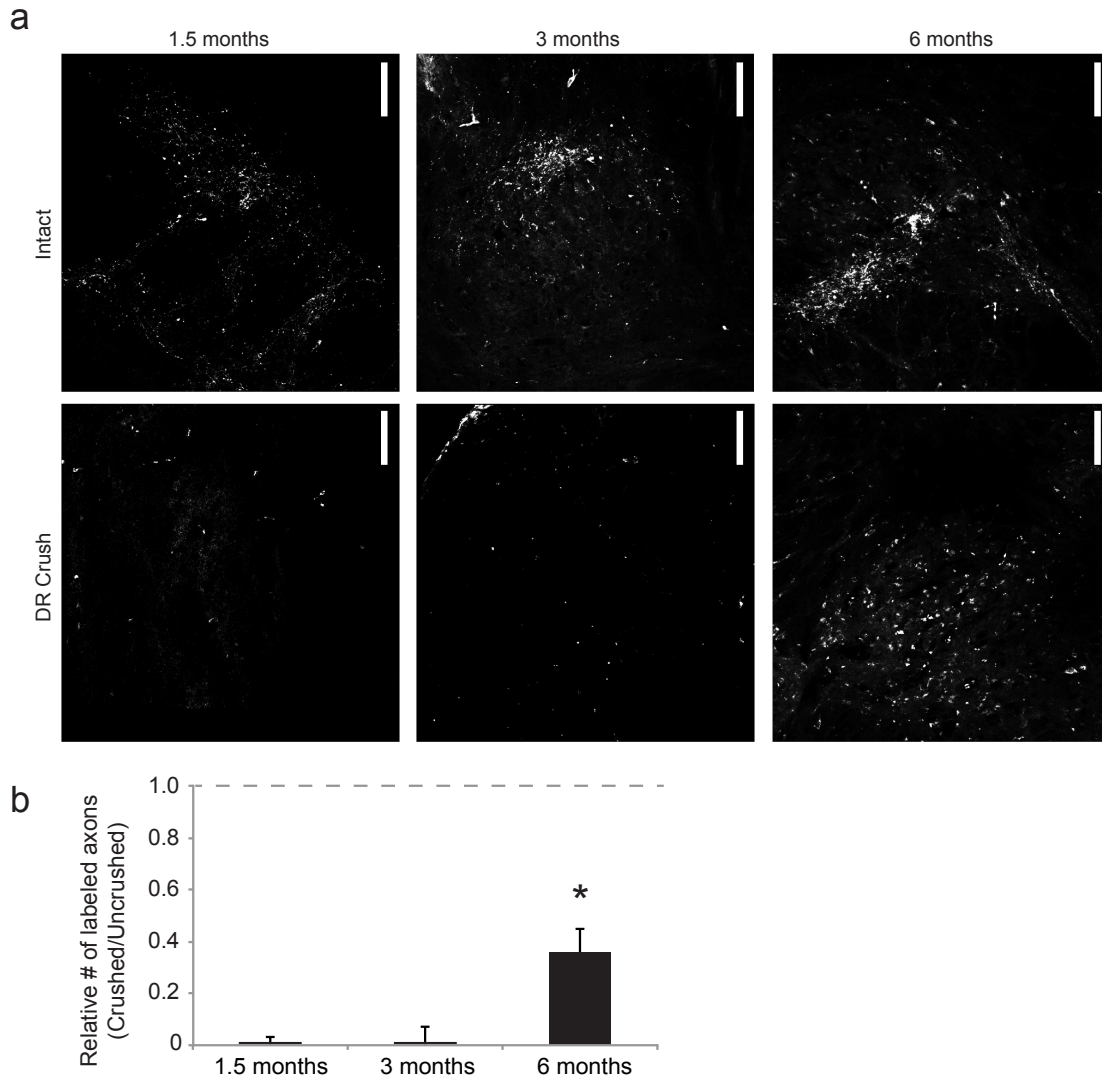 a
1.5 months
3 months
6 months
Intact
DR Crush
b
Relative # of labeled axons
(Crushed/Uncrushed)
1.0
0.8
0.6
0.4
0.2
0
*
1.5 months
3 months
6 months